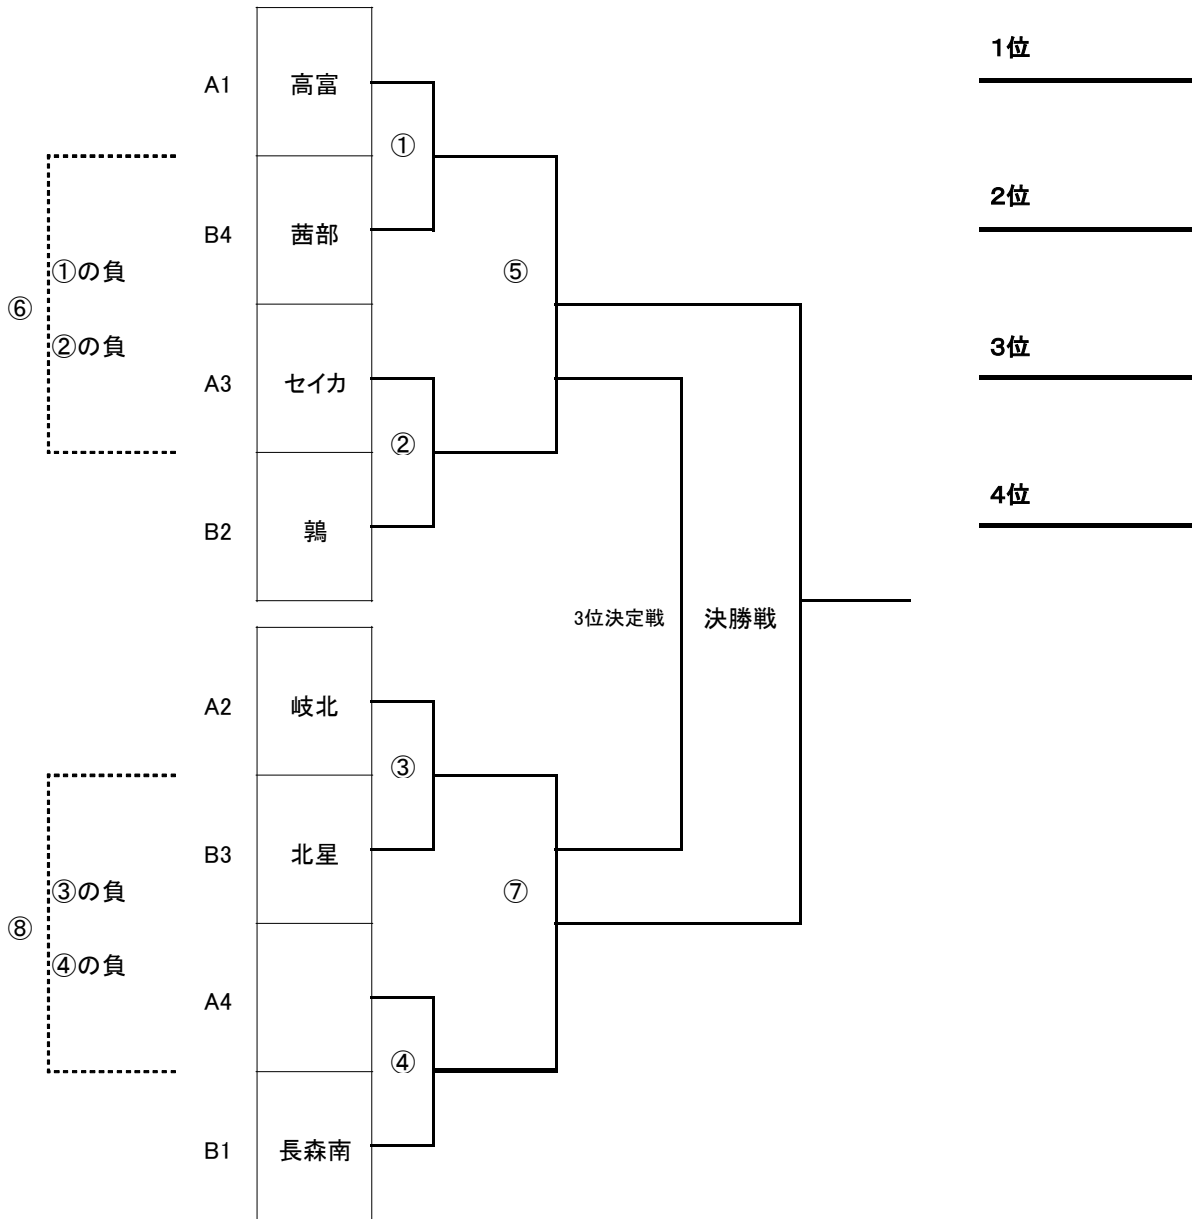 1位
A1 高富
①
2位
B4 茜部
①の負
⑤
⑥
②の負
3位
A3 セイカ
②
4位
B2 鶉
3位決定戦 決勝戦
A2 岐北
③
B3 北星
③の負
⑦
⑧
④の負
A4
④
B1 長森南